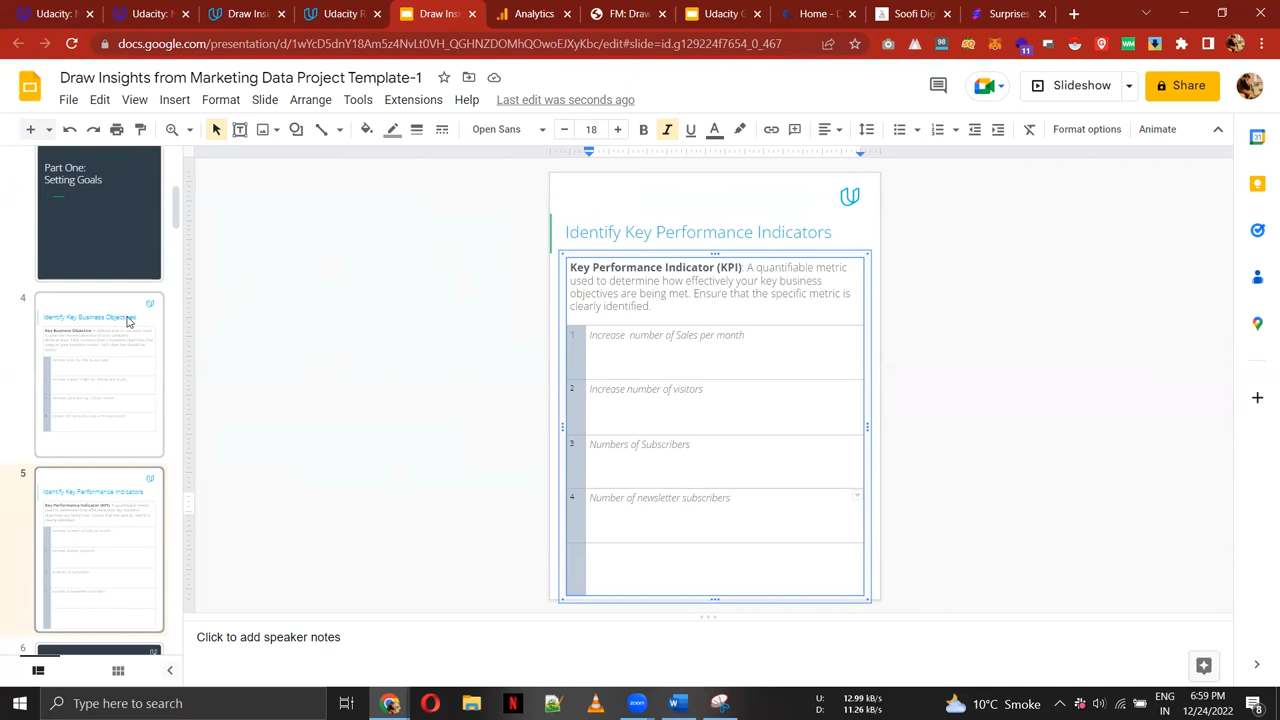 Udacity: M
Udacity: M
Udacity R
Udacity R
Draw Insi
Draw Insi
Analytics
FM: Draw
Udacity C
Home - D
Soofi Dig
Surprises
docs.google.com/presentation/d/1wYcD5dnY18Am5z4NvLt0VH_QGHNZDOMhQOwoEJXyKbc/edit#slide=id.g129224f7654_0_467
98
11
Draw Insights from Marketing Data Project Template-1
Slideshow
Share
File Edit View Insert Format Slide Arrange Tools Extensions Help Last edit was seconds ago
Open Sans
18
B I U A
Format options
Animate
Part One:
Setting Goals
4
Identify Key Business Objectives
5
Identify Key Performance Indicators
6
Identify Key Performance Indicators
Key Performance Indicator (KPI): A quantifiable metric
used to determine how effectively your key business
objectives are being met. Ensure that the specific metric is
clearly identified.
1 Increase number of Sales per month
2 Increase number of visitors
3 Numbers of Subscribers
4 Number of newsletter subscribers
Click to add speaker notes
Type here to search
U: 12.99 kB/s
D: 11.26 kB/s
10°C Smoke
ENG
IN
6:59 PM
12/24/2022
8